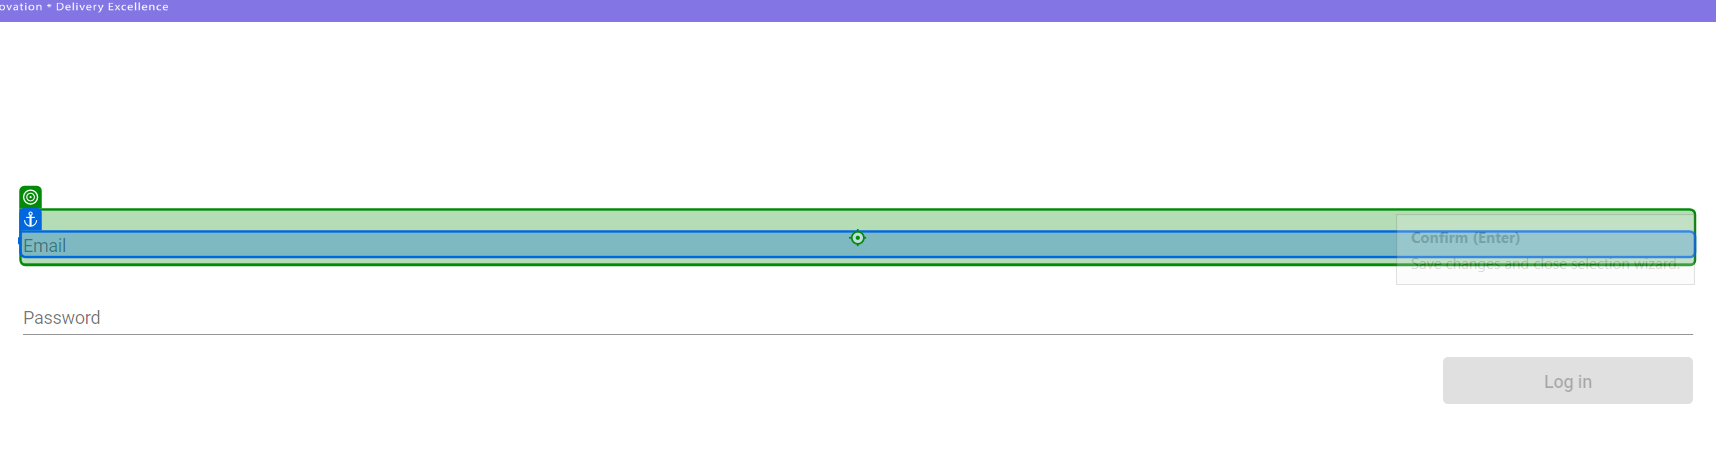 ovation * Delivery Excellence
Email
Confirm (Enter)
Save changes and close selection wizard.
Password
Log in